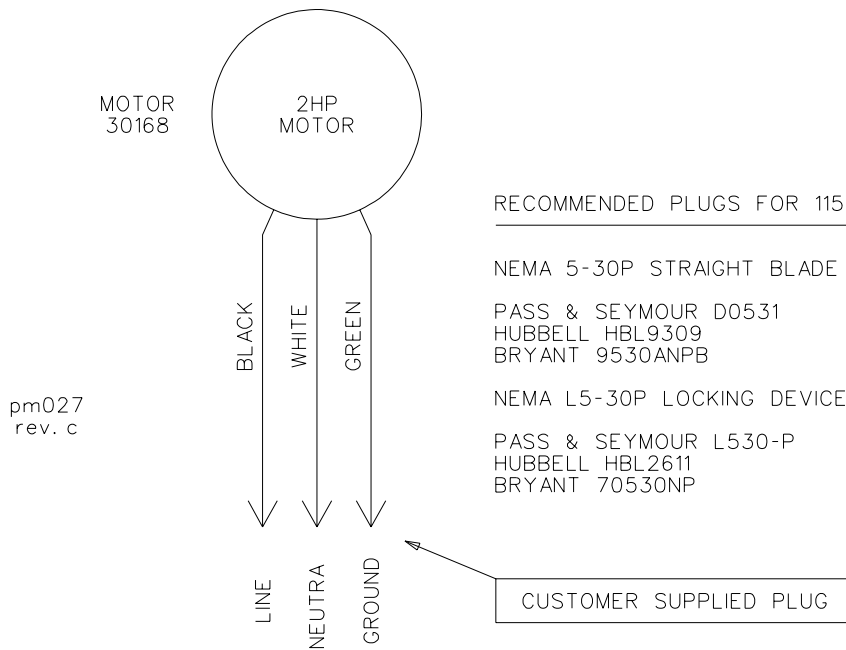 MOTOR
30168
2HP
MOTOR
RECOMMENDED PLUGS FOR 115
NEMA 5-30P STRAIGHT BLADE
PASS & SEYMOUR D0531
HUBBELL HBL9309
BRYANT 9530ANPB
NEMA L5-30P LOCKING DEVICE
PASS & SEYMOUR L530-P
HUBBELL HBL2611
BRYANT 70530NP
BLACK
WHITE
GREEN
pm027
rev. c
LINE
NEUTRA
GROUND
CUSTOMER SUPPLIED PLUG